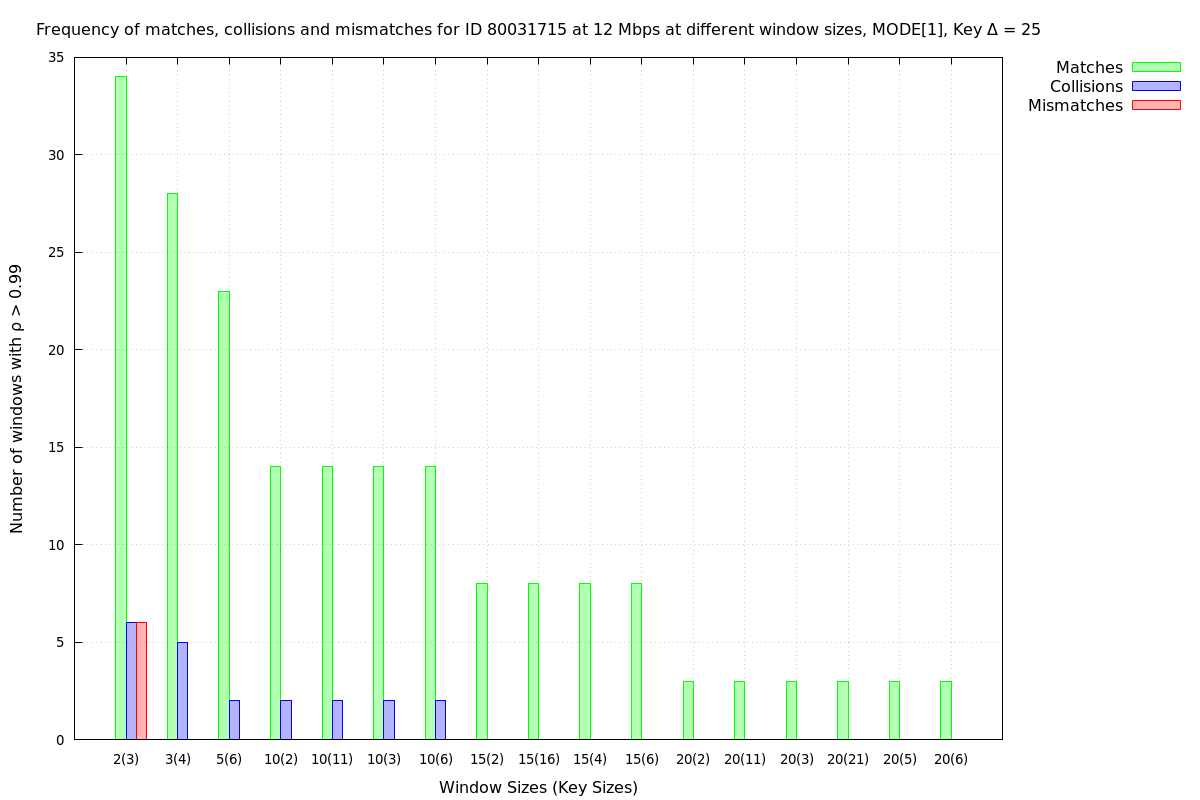 Frequency of matches, collisions and mismatches for ID 80031715 at 12 Mbps at different window sizes, MODE[1], Key Δ = 25
Matches
Collisions
Mismatches
Number of windows with ρ > 0.99
35
30
25
20
15
10
5
0
2(3) 3(4) 5(6) 10(2) 10(11) 10(3) 10(6) 15(2) 15(16) 15(4) 15(6) 20(2) 20(11) 20(3) 20(21) 20(5) 20(6)
Window Sizes (Key Sizes)